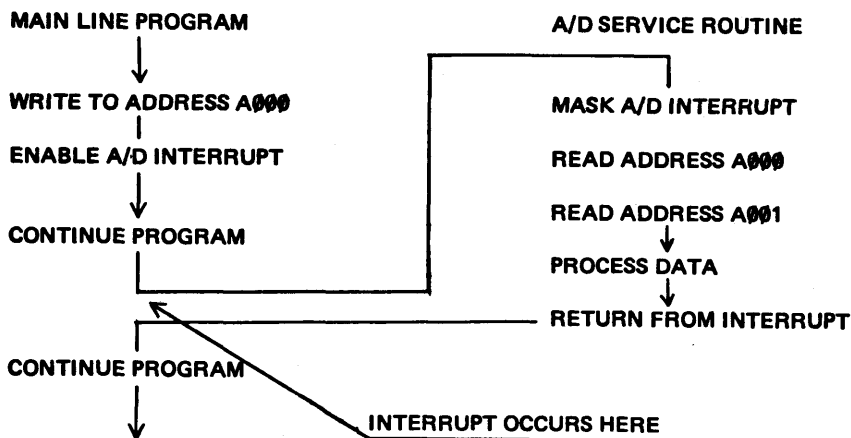 MAIN LINE PROGRAM
WRITE TO ADDRESS AØØØ
ENABLE A/D INTERRUPT
CONTINUE PROGRAM
CONTINUE PROGRAM
A/D SERVICE ROUTINE
MASK A/D INTERRUPT
READ ADDRESS AØØØ
READ ADDRESS AØØ1
PROCESS DATA
RETURN FROM INTERRUPT
INTERRUPT OCCURS HERE